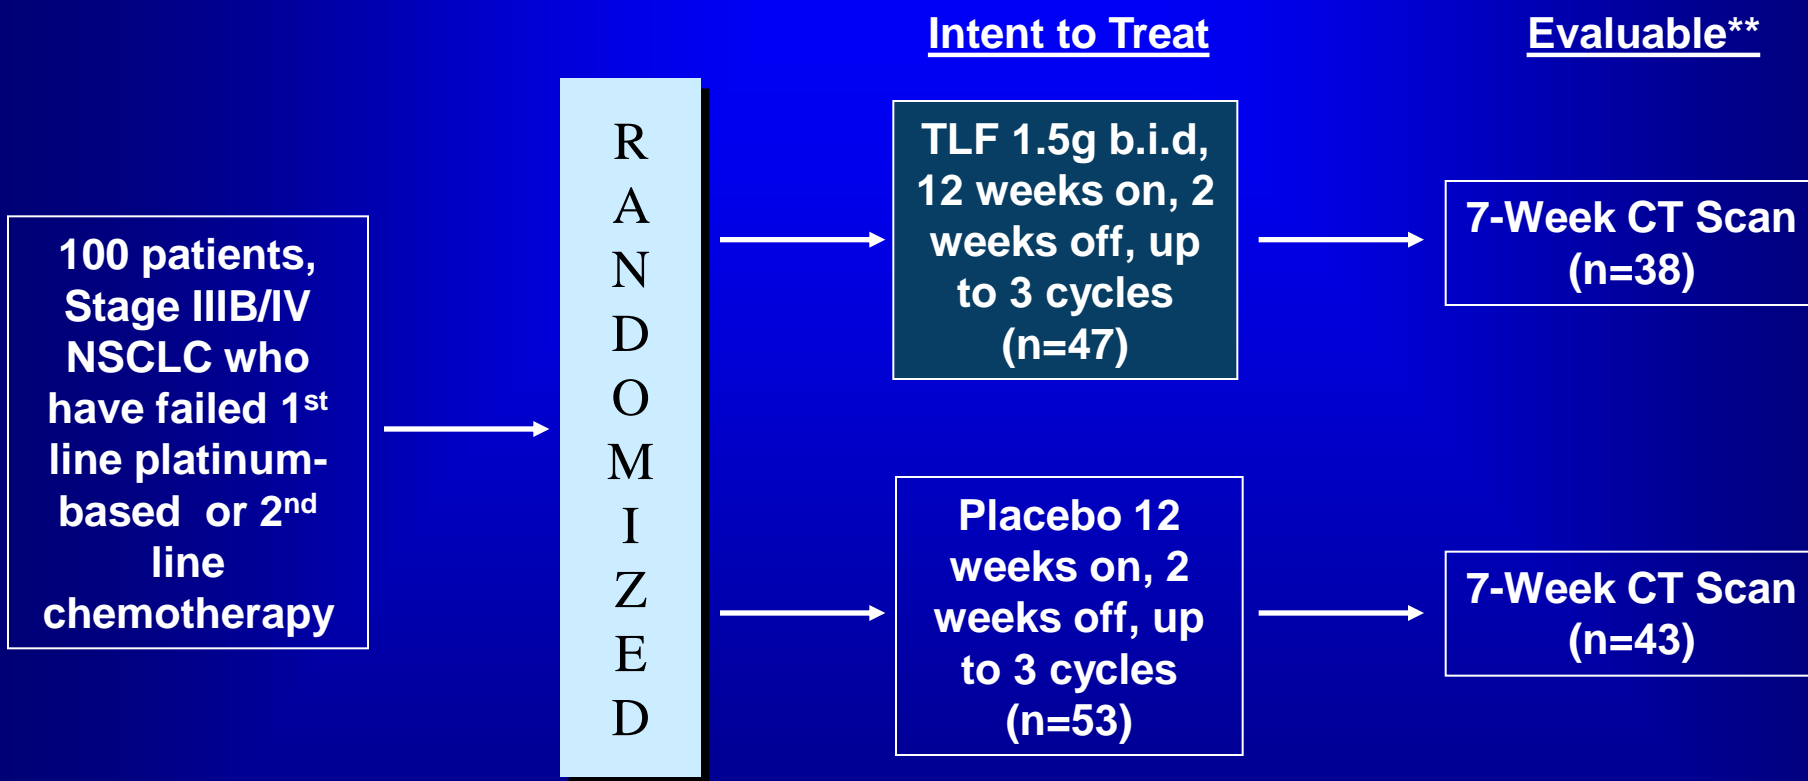 Intent to Treat
Evaluable**
100 patients,
Stage IIIB/IV
NSCLC who
have failed 1st
line platinum-
based or 2nd
line
chemotherapy
R
A
N
D
O
M
I
Z
E
D
TLF 1.5g b.i.d,
12 weeks on, 2
weeks off, up
to 3 cycles
(n=47)
7-Week CT Scan
(n=38)
Placebo 12
weeks on, 2
weeks off, up
to 3 cycles
(n=53)
7-Week CT Scan
(n=43)